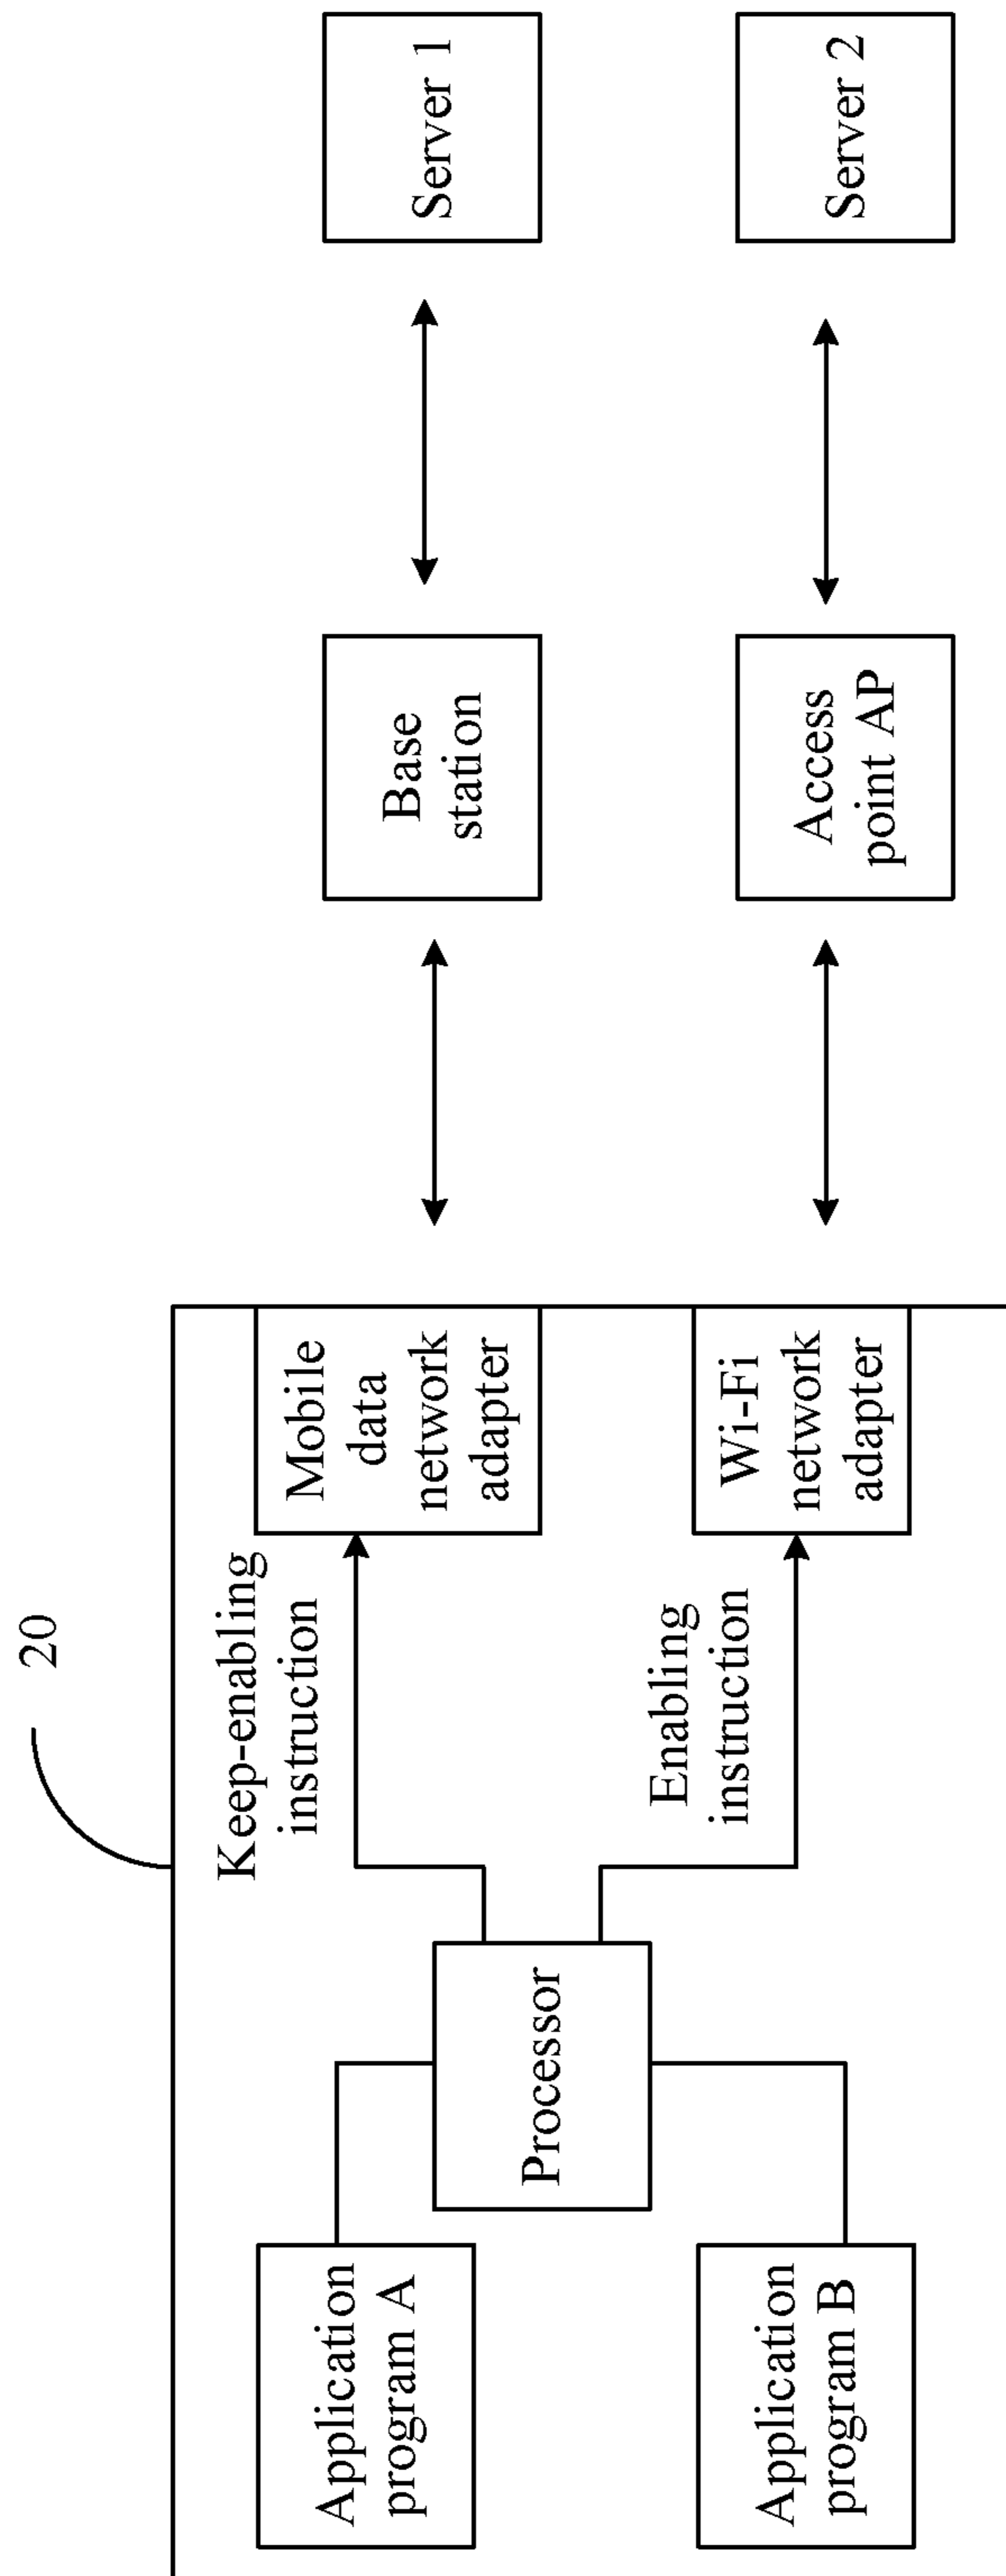 20
Application
program A
Application
program B
Processor
Keep-enabling
instruction
Enabling
instruction
Mobile
data
network
adapter
Wi-Fi
network
adapter
Base
station
Access
point AP
Server 1
Server 2